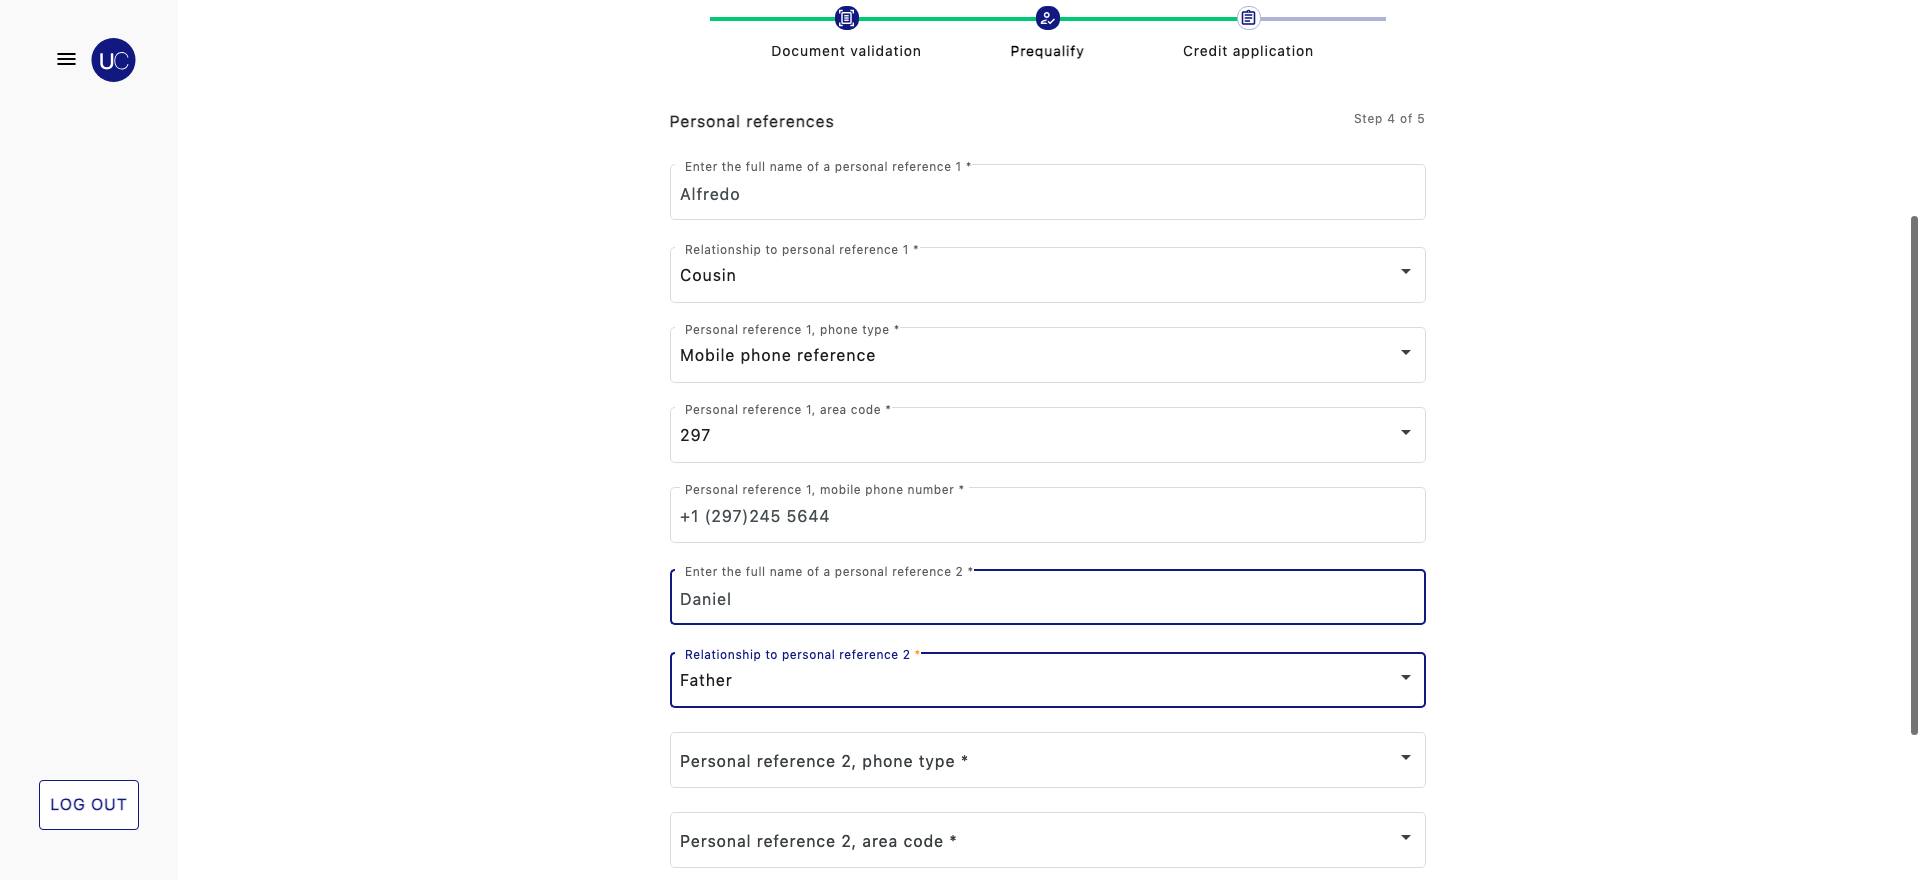 UC
Document validation
Prequalify
Credit application
Personal references
Step 4 of 5
Enter the full name of a personal reference 1 *
Alfredo
Relationship to personal reference 1 *
Cousin
Personal reference 1, phone type *
Mobile phone reference
Personal reference 1, area code *
297
Personal reference 1, mobile phone number *
+1 (297)245 5644
Enter the full name of a personal reference 2 *
Daniel
Relationship to personal reference 2 *
Father
Personal reference 2, phone type *
Personal reference 2, area code *
LOG OUT